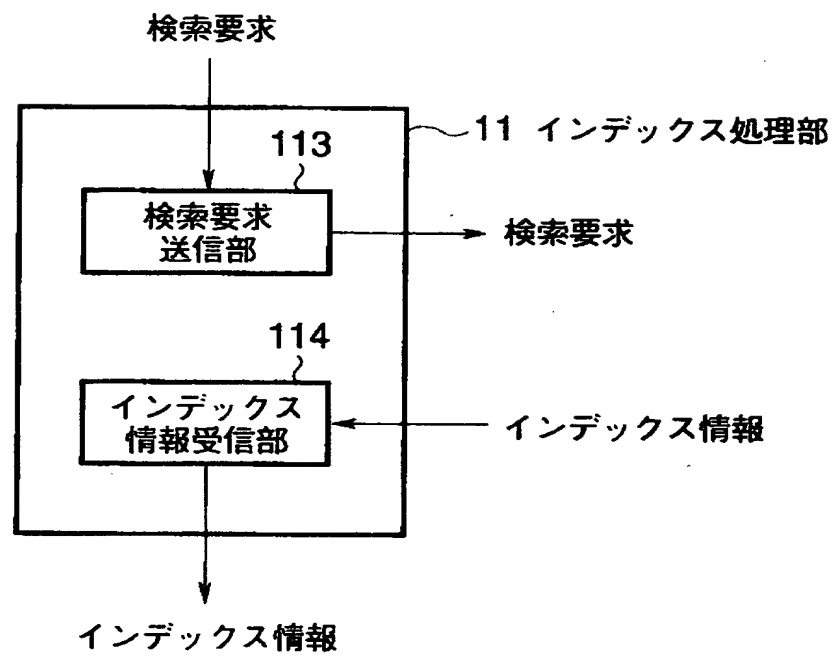 検索要求
11 インデックス処理部
113
検索要求
送信部
検索要求
114
インデックス
情報受信部
インデックス情報
インデックス情報